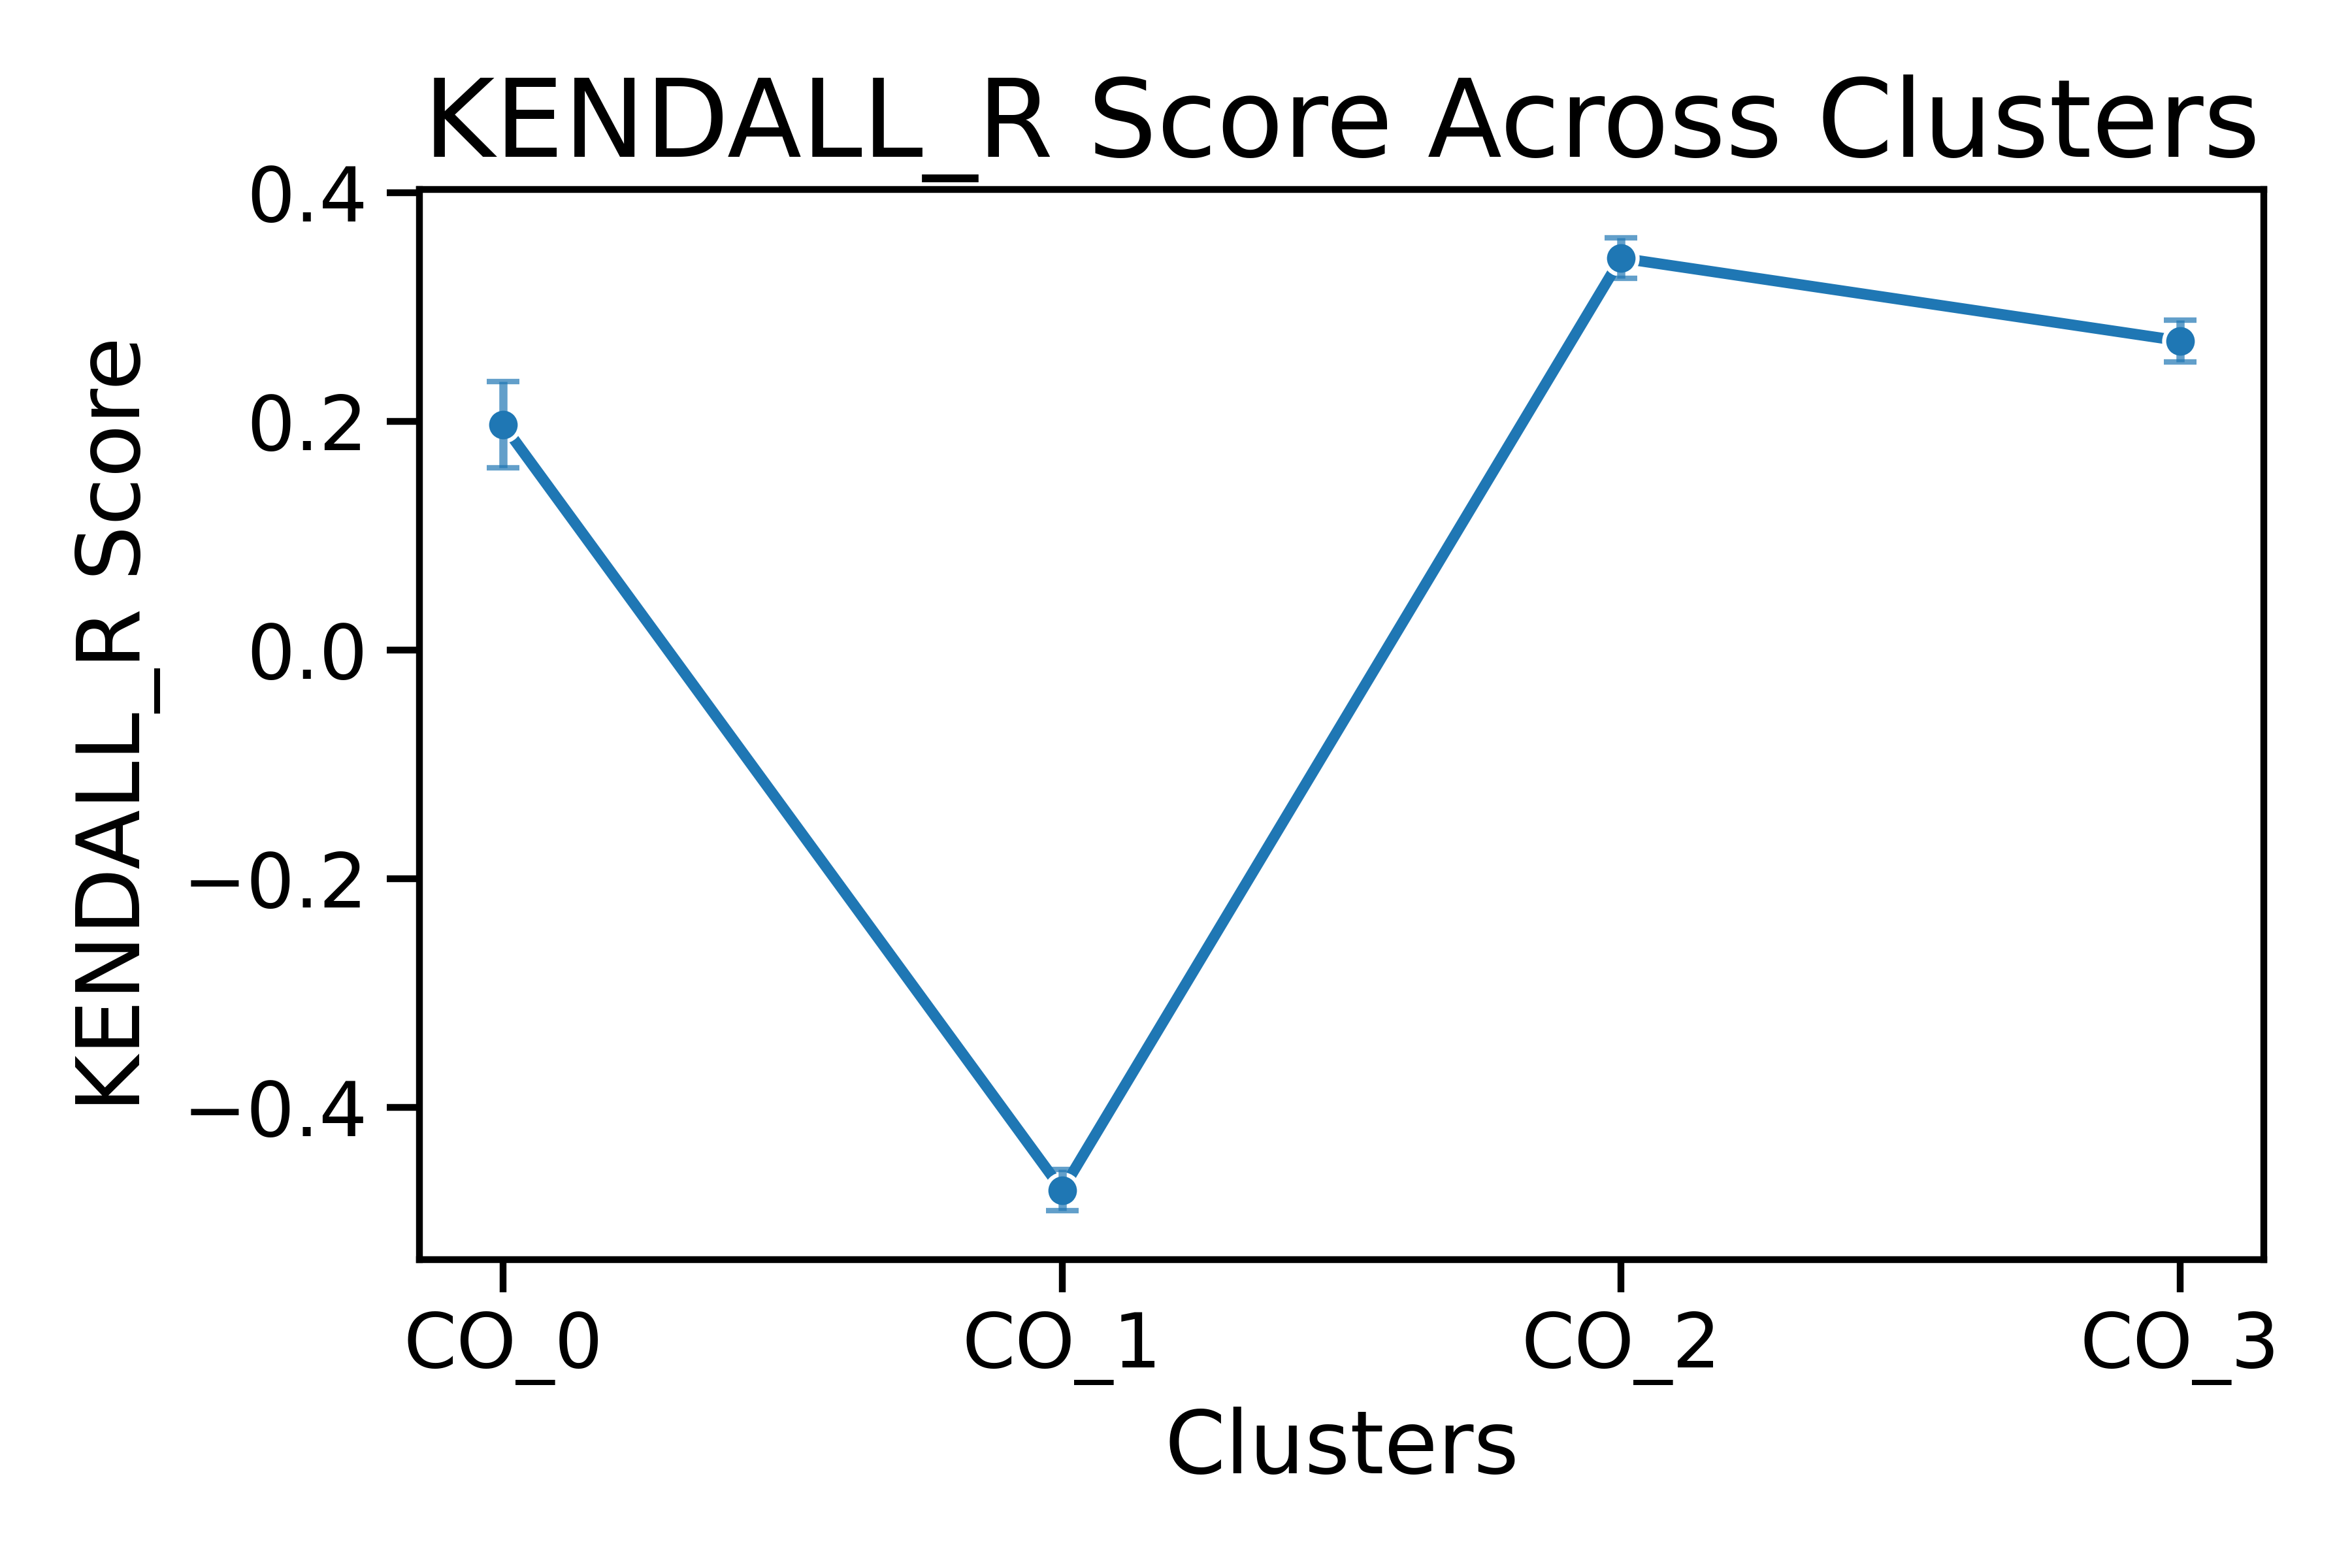 KENDALL_R Score Across Clusters
KENDALL_R Score
0.4
0.2
0.0
−0.2
−0.4
CO_0
CO_1
CO_2
CO_3
Clusters